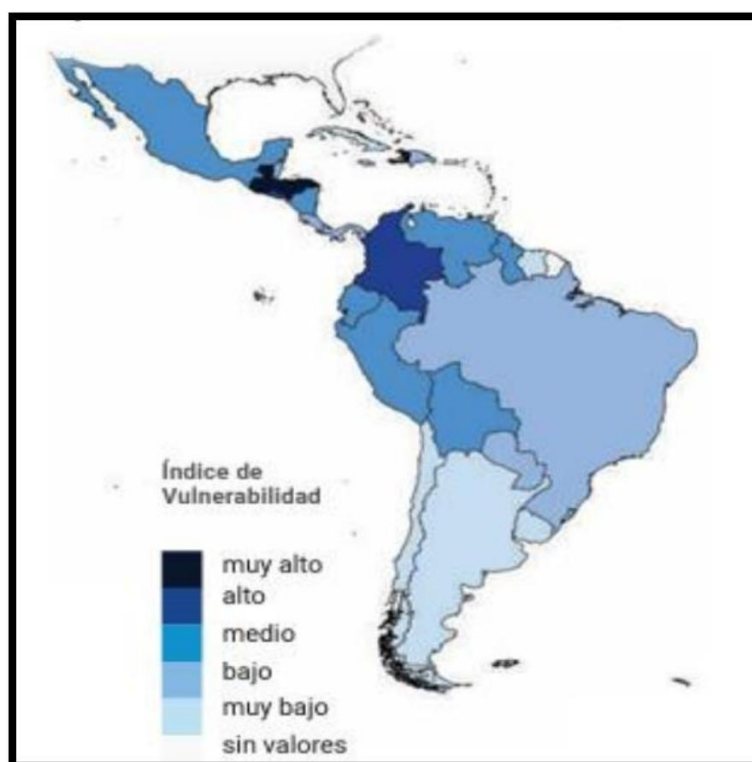 Índice de
Vulnerabilidad
muy alto
alto
medio
bajo
muy bajo
sin valores